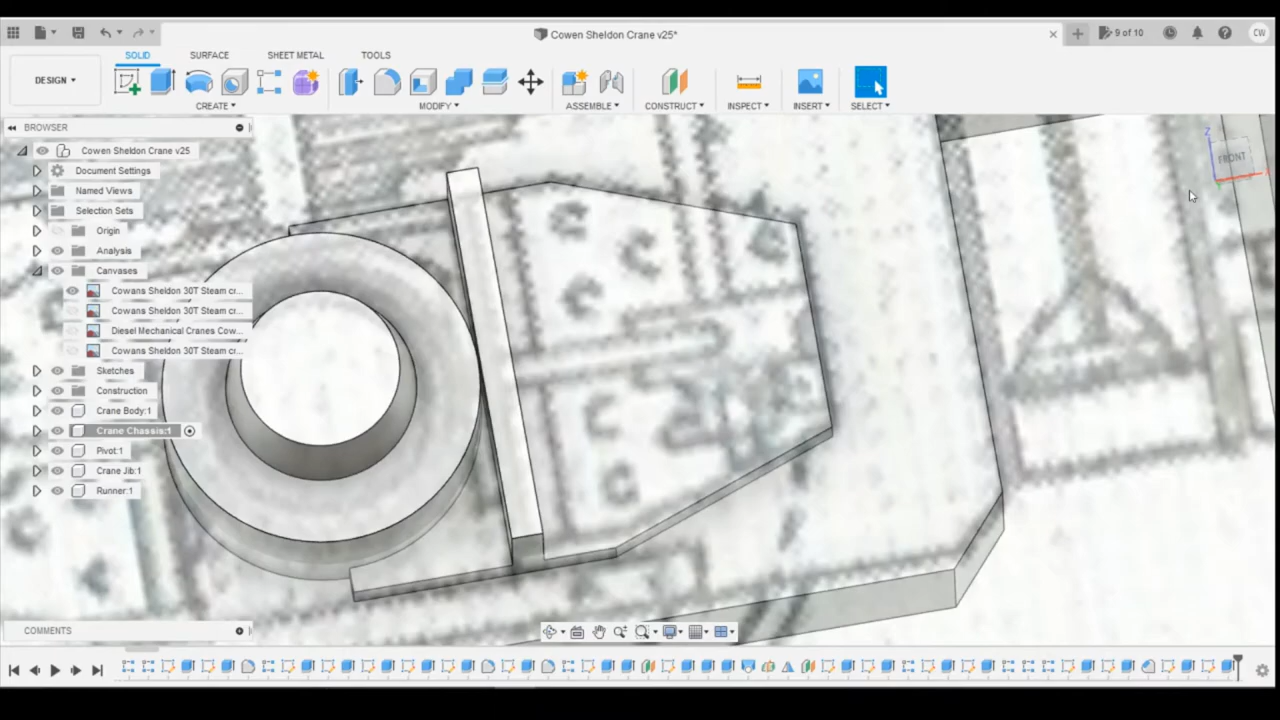 Cowen Sheldon Crane v25*
9 of 10
CW
DESIGN
SOLID
SURFACE
SHEET METAL
TOOLS
CREATE
MODIFY
ASSEMBLE
CONSTRUCT
INSPECT
INSERT
SELECT
BROWSER
Cowen Sheldon Crane v25
Document Settings
Named Views
Selection Sets
Origin
Analysis
Canvases
Cowans Sheldon 30T Steam cr...
Cowans Sheldon 30T Steam cr...
Diesel Mechanical Cranes Cow...
Cowans Sheldon 30T Steam cr...
Sketches
Construction
Crane Body:1
Crane Chassis:1
Pivot:1
Crane Jib:1
Runner:1
Z
FRONT
X
COMMENTS